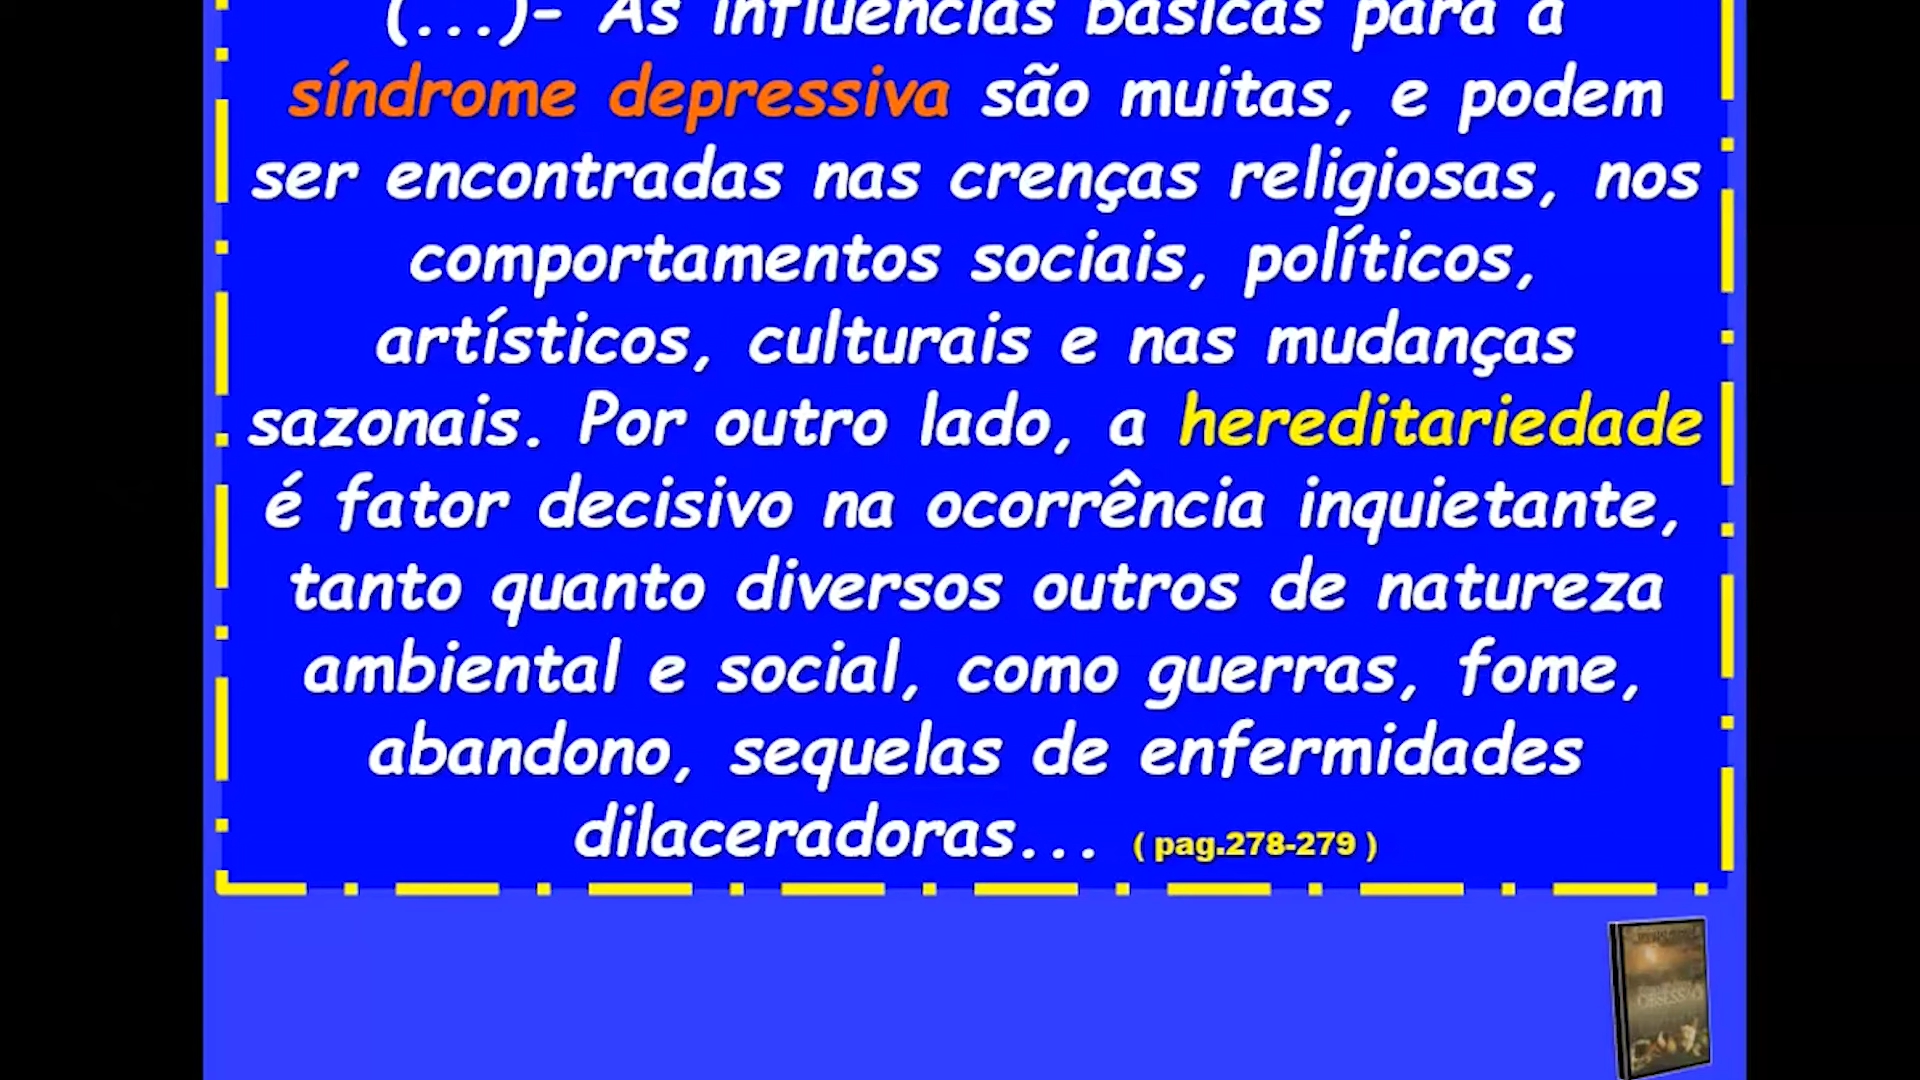 (...)- As influências básicas para a
síndrome depressiva são muitas, e podem
ser encontradas nas crenças religiosas, nos
comportamentos sociais, políticos,
artísticos, culturais e nas mudanças
sazonais. Por outro lado, a hereditariedade
é fator decisivo na ocorrência inquietante,
tanto quanto diversos outros de natureza
ambiental e social, como guerras, fome,
abandono, sequelas de enfermidades
dilaceradoras... ( pag.278-279 )
OBSESSÃO